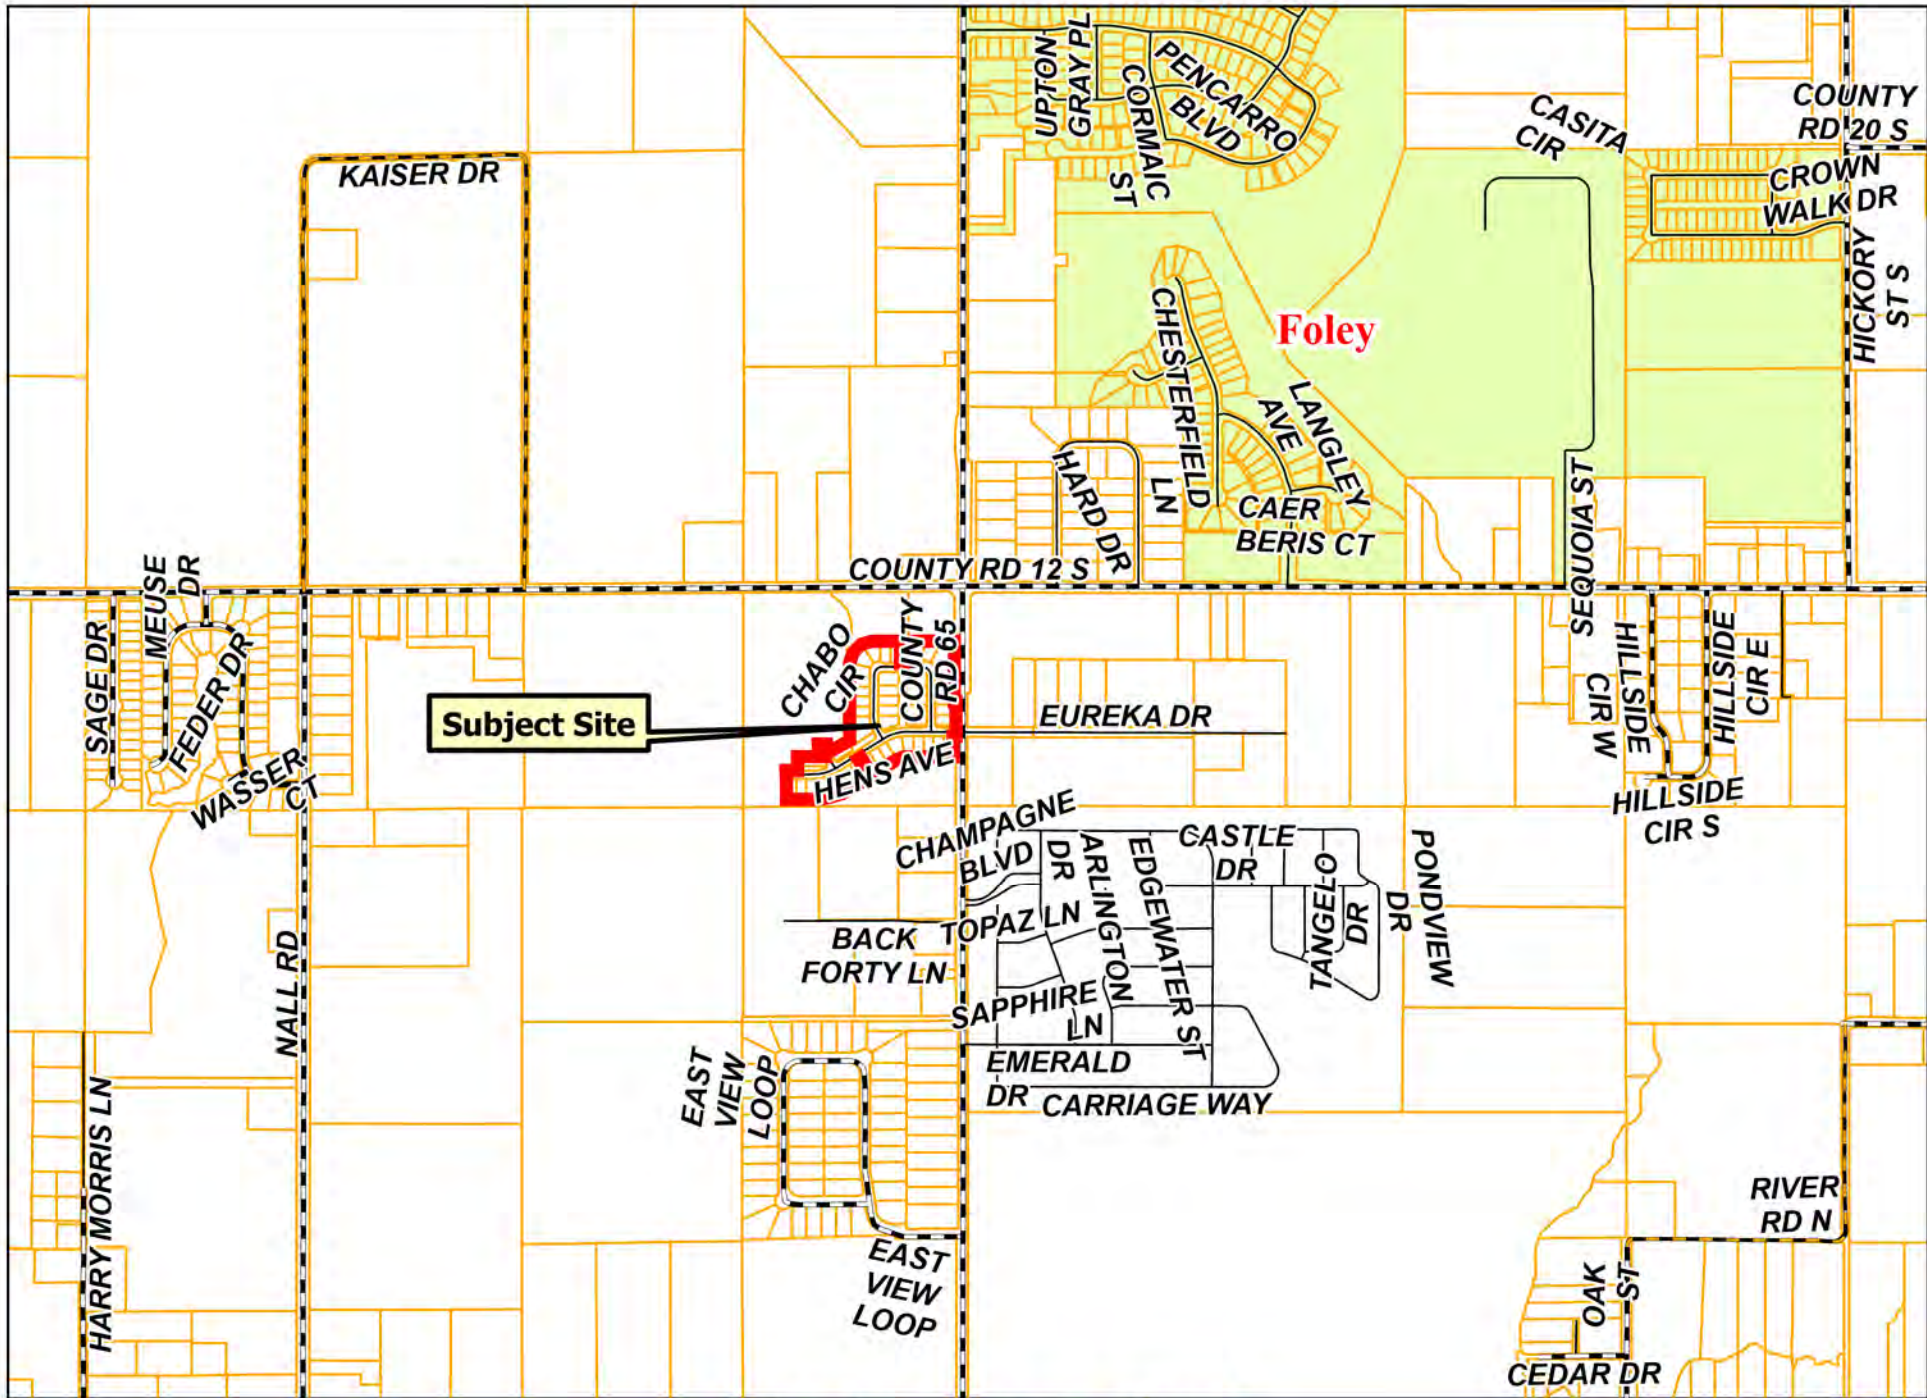 UPTON
GRAY PL
CORMAIC
ST
PENCARRO
BLVD
CASITA
CIR
COUNTY
RD 20 S
CROWN
WALK DR
HICKORY
ST S
KAISER DR
Foley
CHESTERFIELD
LN
LANGLEY
AVE
HARD DR
CAER
BERIS CT
SEQUOIA ST
COUNTY RD 12 S
MEUSE
DR
SAGE DR
FEDER DR
WASSER
CT
CHABO
CIR
COUNTY
RD 65
Subject Site
HENS AVE
EUREKA DR
HILLSIDE
CIR W
HILLSIDE
CIR E
HILLSIDE
CIR S
CHAMPAGNE
BLVD
ARLINGTON
DR
EDGEWATER ST
CASTLE
DR
TANGELO
DR
PONDVIEW
DR
BACK
FORTY LN
TOPAZ LN
SAPPHIRE
LN
NALL RD
EMERALD
DR
CARRIAGE WAY
EAST
VIEW
LOOP
HARRY MORRIS LN
EAST
VIEW
LOOP
RIVER
RD N
OAK
ST
CEDAR DR